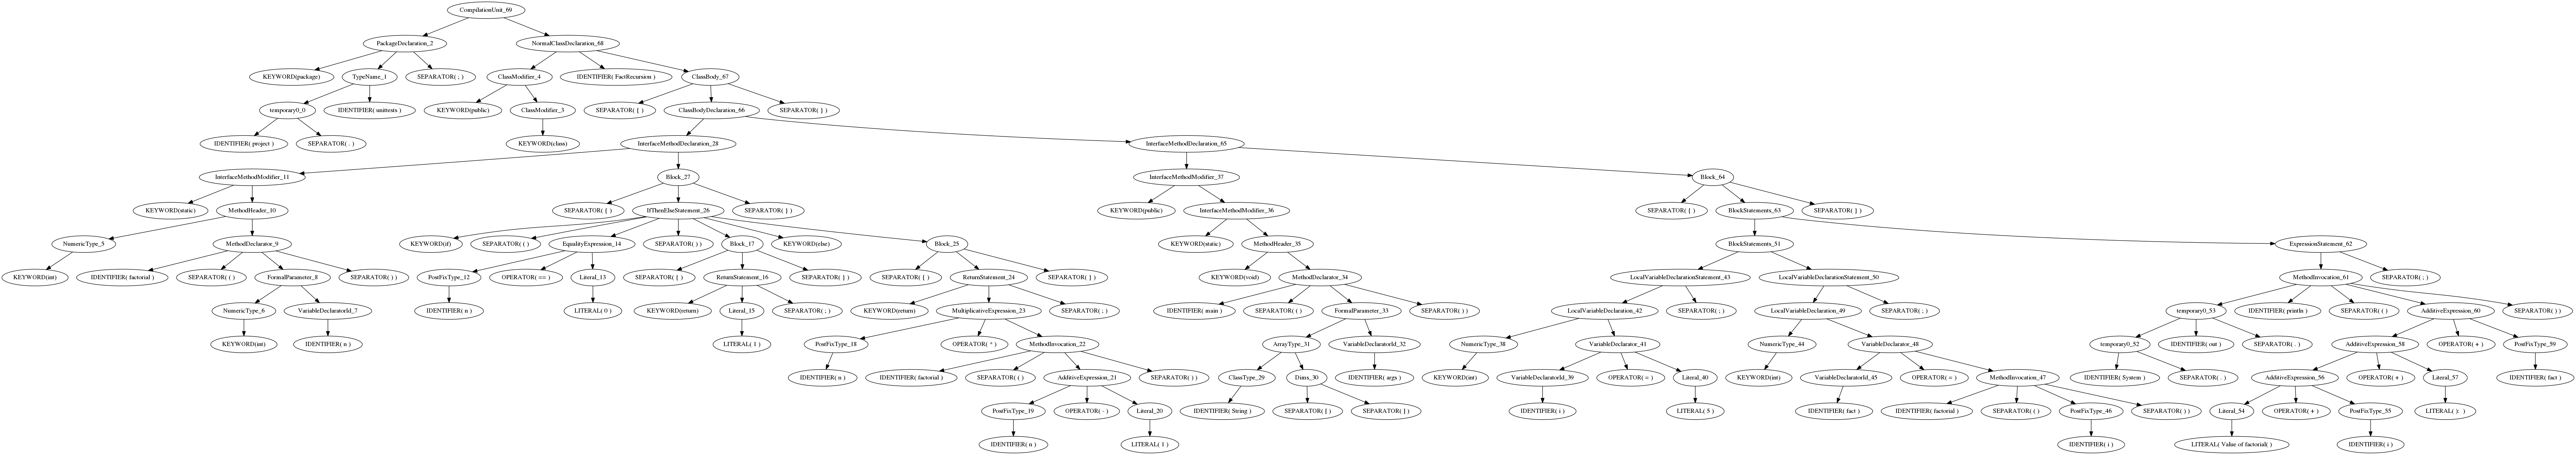 CompilationUnit_69
PackageDeclaration_2 NormalClassDeclaration_68
KEYWORD(package) TypeName_1 SEPARATOR( ; ) ClassModifier_4 IDENTIFIER( FactRecursion ) ClassBody_67
temporary0_0 IDENTIFIER( unittests ) KEYWORD(public) ClassModifier_3 SEPARATOR( { ) ClassBodyDeclaration_66 SEPARATOR( } )
IDENTIFIER( project ) SEPARATOR( . ) KEYWORD(class) InterfaceMethodDeclaration_28 InterfaceMethodDeclaration_65
InterfaceMethodModifier_11 Block_27 InterfaceMethodModifier_37 Block_64
KEYWORD(static) MethodHeader_10 SEPARATOR( { ) IfThenElseStatement_26 SEPARATOR( } ) KEYWORD(public) InterfaceMethodModifier_36 SEPARATOR( { ) BlockStatements_63 SEPARATOR( } )
NumericType_5 MethodDeclarator_9 KEYWORD(if) SEPARATOR( ( ) EqualityExpression_14 SEPARATOR( ) ) Block_17 KEYWORD(else) Block_25 KEYWORD(static) MethodHeader_35 BlockStatements_51 ExpressionStatement_62
KEYWORD(int) IDENTIFIER( factorial ) SEPARATOR( ( ) FormalParameter_8 SEPARATOR( ) ) PostFixType_12 OPERATOR( == ) Literal_13 SEPARATOR( { ) ReturnStatement_16 SEPARATOR( } ) SEPARATOR( { ) ReturnStatement_24 SEPARATOR( } ) KEYWORD(void) MethodDeclarator_34 LocalVariableDeclarationStatement_43 LocalVariableDeclarationStatement_50 MethodInvocation_61 SEPARATOR( ; )
NumericType_6 VariableDeclaratorId_7 IDENTIFIER( n ) LITERAL( 0 ) KEYWORD(return) Literal_15 SEPARATOR( ; ) KEYWORD(return) MultiplicativeExpression_23 SEPARATOR( ; ) IDENTIFIER( main ) SEPARATOR( ( ) FormalParameter_33 SEPARATOR( ) ) LocalVariableDeclaration_42 SEPARATOR( ; ) LocalVariableDeclaration_49 SEPARATOR( ; ) temporary0_53 IDENTIFIER( println ) SEPARATOR( ( ) AdditiveExpression_60 SEPARATOR( ) )
KEYWORD(int) IDENTIFIER( n ) LITERAL( 1 ) PostFixType_18 OPERATOR( * ) MethodInvocation_22 ArrayType_31 VariableDeclaratorId_32 NumericType_38 VariableDeclarator_41 NumericType_44 VariableDeclarator_48 temporary0_52 IDENTIFIER( out ) SEPARATOR( . ) AdditiveExpression_58 OPERATOR( + ) PostFixType_59
IDENTIFIER( n ) IDENTIFIER( factorial ) SEPARATOR( ( ) AdditiveExpression_21 SEPARATOR( ) ) ClassType_29 Dims_30 IDENTIFIER( args ) KEYWORD(int) VariableDeclaratorId_39 OPERATOR( = ) Literal_40 KEYWORD(int) VariableDeclaratorId_45 OPERATOR( = ) MethodInvocation_47 IDENTIFIER( System ) SEPARATOR( . ) AdditiveExpression_56 OPERATOR( + ) Literal_57 IDENTIFIER( fact )
PostFixType_19 OPERATOR( - ) Literal_20 IDENTIFIER( String ) SEPARATOR( [ ) SEPARATOR( ] ) IDENTIFIER( i ) LITERAL( 5 ) IDENTIFIER( fact ) IDENTIFIER( factorial ) SEPARATOR( ( ) PostFixType_46 SEPARATOR( ) ) Literal_54 OPERATOR( + ) PostFixType_55 LITERAL( ):  )
IDENTIFIER( n ) LITERAL( 1 ) IDENTIFIER( i ) LITERAL( Value of factorial( ) IDENTIFIER( i )